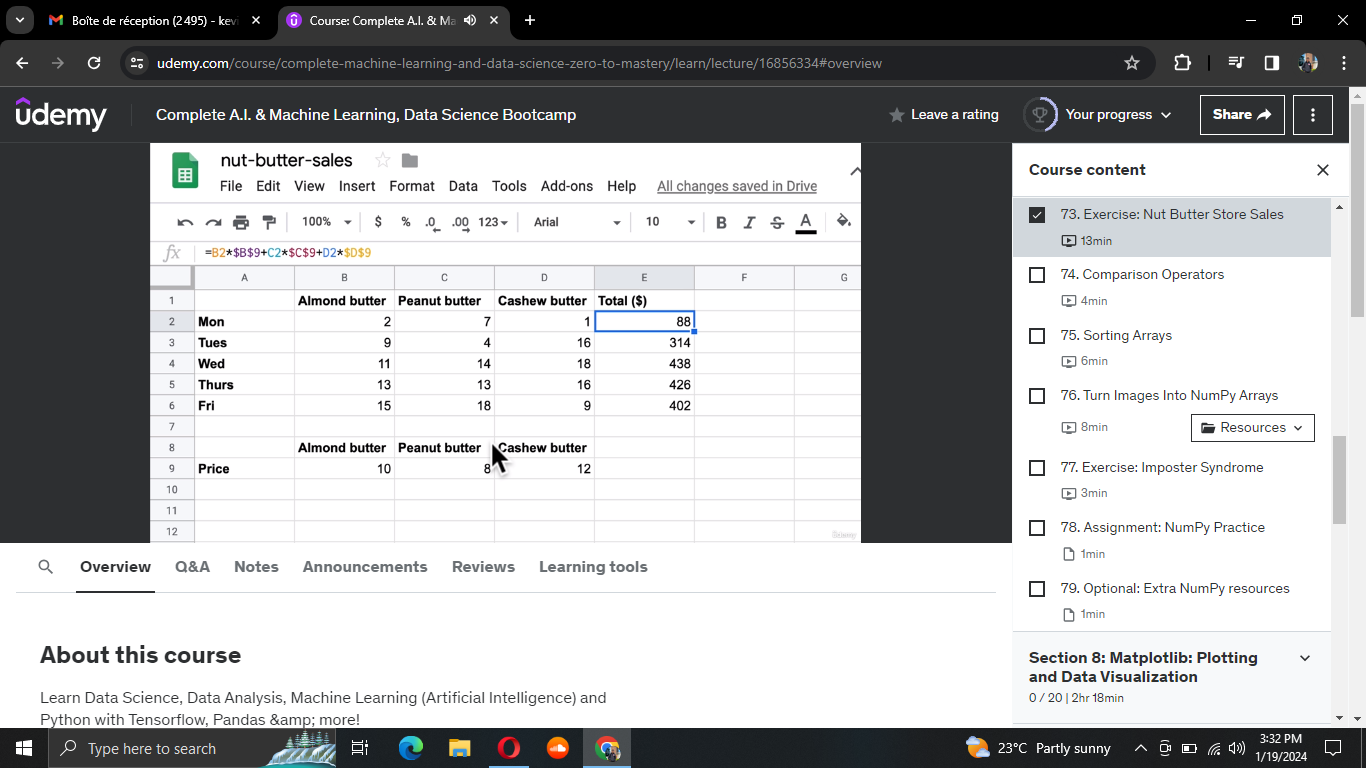 Boîte de réception (2 495) - kevi
Course: Complete A.I. & Ma
udemy.com/course/complete-machine-learning-and-data-science-zero-to-mastery/learn/lecture/16856334#overview
ûdemy
Complete A.I. & Machine Learning, Data Science Bootcamp
Leave a rating
Your progress
Share
nut-butter-sales
File Edit View Insert Format Data Tools Add-ons Help All changes saved in Drive
100% $ % .0 .00 123 Arial 10 B I S A
fx =B2*$B$9+C2*$C$9+D2*$D$9
A B C D E F G
1 Almond butter Peanut butter Cashew butter Total ($)
2 Mon 2 7 1 88
3 Tues 9 4 16 314
4 Wed 11 14 18 438
5 Thurs 13 13 16 426
6 Fri 15 18 9 402
7
8 Almond butter Peanut butter Cashew butter
9 Price 10 8 12
10
11
12
Udemy
Course content
73. Exercise: Nut Butter Store Sales
13min
74. Comparison Operators
4min
75. Sorting Arrays
6min
76. Turn Images Into NumPy Arrays
8min
Resources
77. Exercise: Imposter Syndrome
3min
78. Assignment: NumPy Practice
1min
79. Optional: Extra NumPy resources
1min
Section 8: Matplotlib: Plotting
and Data Visualization
0 / 20 | 2hr 18min
Overview Q&A Notes Announcements Reviews Learning tools
About this course
Learn Data Science, Data Analysis, Machine Learning (Artificial Intelligence) and
Python with Tensorflow, Pandas &amp; more!
Type here to search
23°C Partly sunny
3:32 PM
1/19/2024